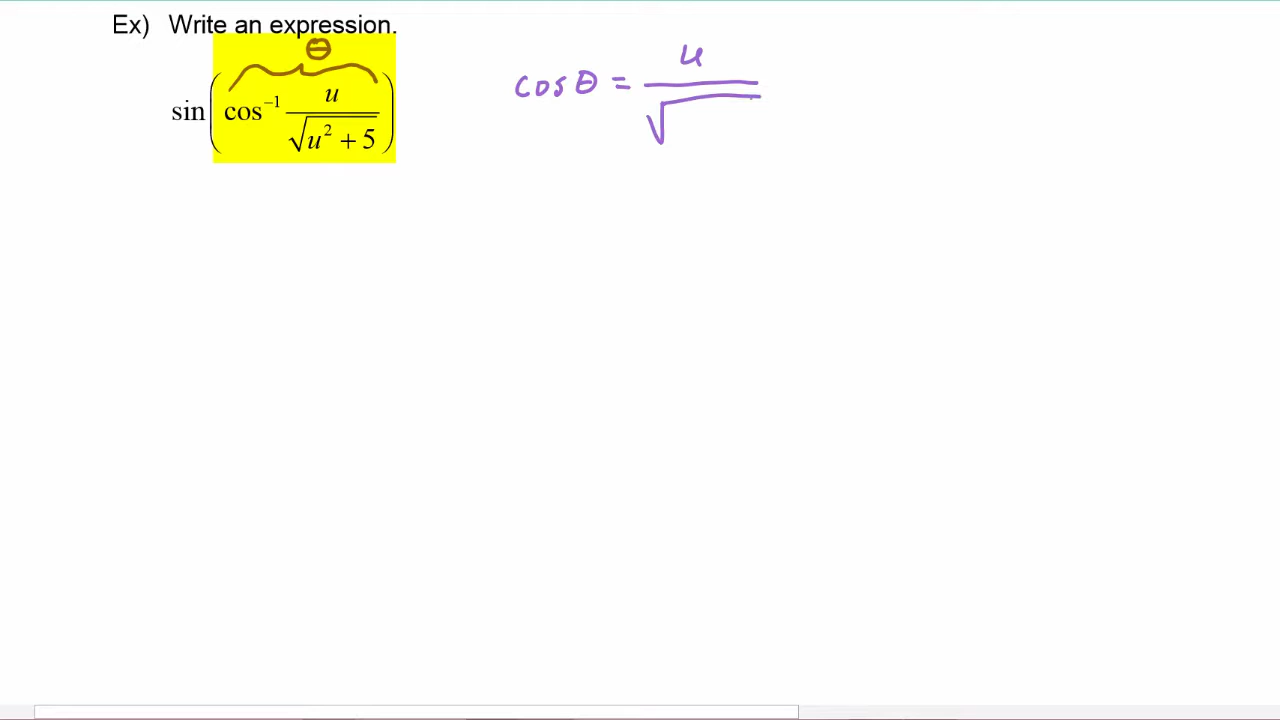 Ex) Write an expression.
θ
sin(cos⁻¹ u/√(u² + 5))
cos θ = u/√